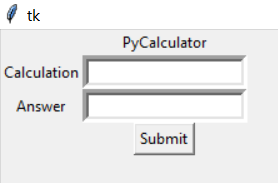 tk
PyCalculator
Calculation
Answer
Submit